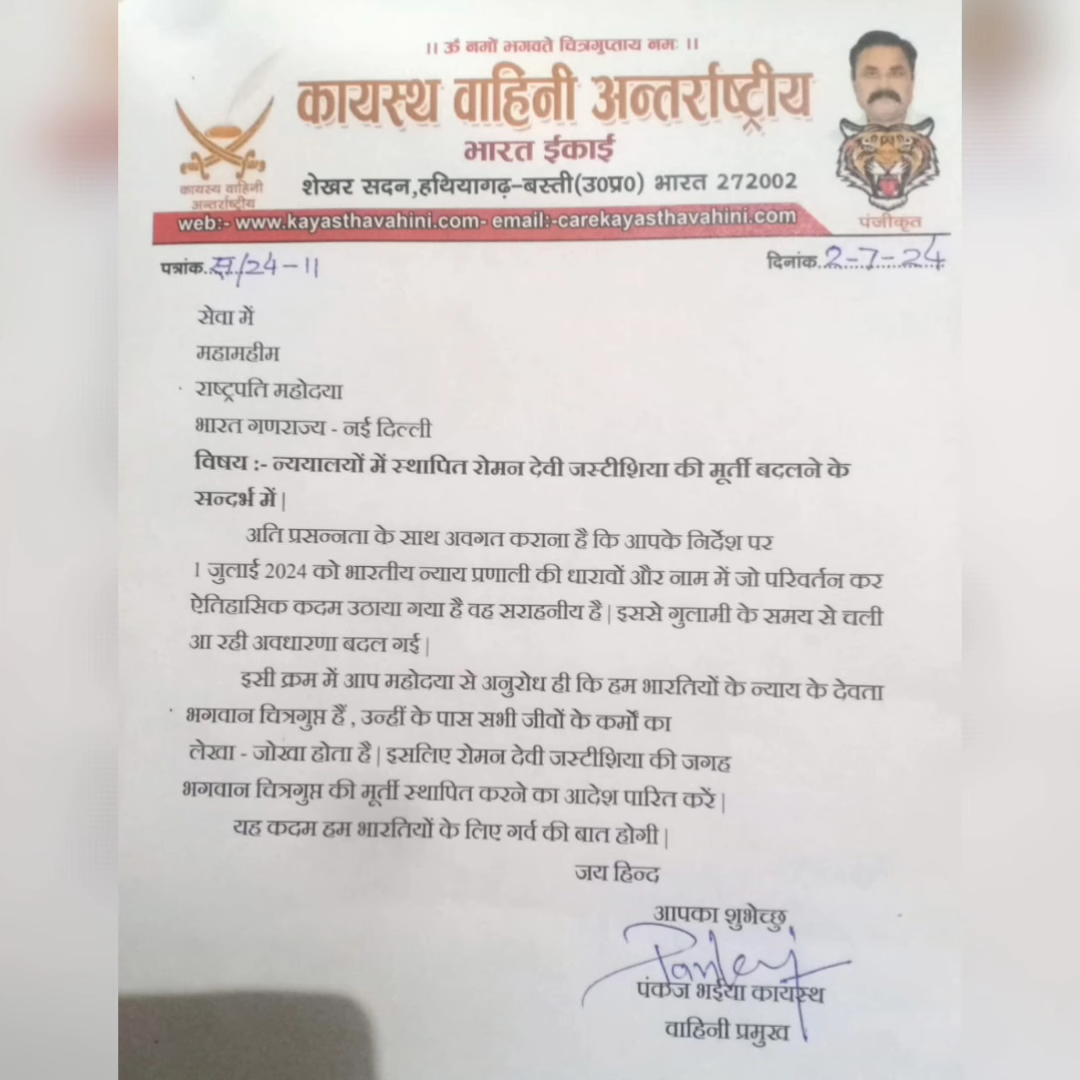 ।। ॐ नमो भगवते चित्रगुप्ताय नमः ।।
कायस्थ वाहिनी अन्तर्राष्ट्रीय
भारत ईकाई
शेखर सदन,हथियागढ़-बस्ती(उ0प्र0) भारत 272002
कायस्थ वाहिनी
अन्तर्राष्ट्रीय
पंजीकृत
web:- www.kayasthavahini.com- email:-carekayasthavahini.com
पत्रांक. /24-11
दिनांक.2-7-24
सेवा में
महामहीम
राष्ट्रपति महोदया
भारत गणराज्य - नई दिल्ली
विषय :- न्ययालयों में स्थापित रोमन देवी जस्टीशिया की मूर्ती बदलने के
सन्दर्भ में |
अति प्रसन्नता के साथ अवगत कराना है कि आपके निर्देश पर
1 जुलाई 2024 को भारतीय न्याय प्रणाली की धारावों और नाम में जो परिवर्तन कर
ऐतिहासिक कदम उठाया गया है वह सराहनीय है | इससे गुलामी के समय से चली
आ रही अवधारणा बदल गई |
इसी क्रम में आप महोदया से अनुरोध ही कि हम भारतियों के न्याय के देवता
भगवान चित्रगुप्त हैं , उन्हीं के पास सभी जीवों के कर्मों का
लेखा - जोखा होता है | इसलिए रोमन देवी जस्टीशिया की जगह
भगवान चित्रगुप्त की मूर्ती स्थापित करने का आदेश पारित करें |
यह कदम हम भारतियों के लिए गर्व की बात होगी |
जय हिन्द
आपका शुभेच्छु
पंकज भईया कायस्थ
वाहिनी प्रमुख